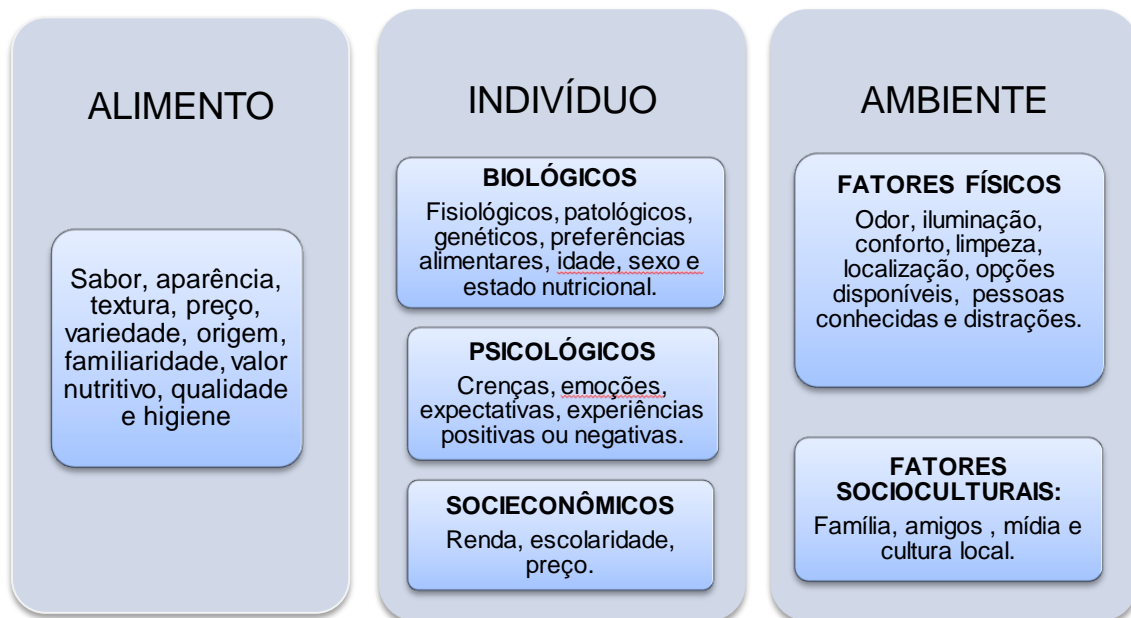 ALIMENTO
Sabor, aparência,
textura, preço,
variedade, origem,
familiaridade, valor
nutritivo, qualidade
e higiene
INDIVÍDUO
BIOLÓGICOS
Fisiológicos, patológicos,
genéticos, preferências
alimentares, idade, sexo e
estado nutricional.
PSICOLÓGICOS
Crenças, emoções,
expectativas, experiências
positivas ou negativas.
SOCIECONÔMICOS
Renda, escolaridade,
preço.
AMBIENTE
FATORES FÍSICOS
Odor, iluminação,
conforto, limpeza,
localização, opções
disponíveis, pessoas
conhecidas e distrações.
FATORES
SOCIOCULTURAIS:
Família, amigos , mídia e
cultura local.